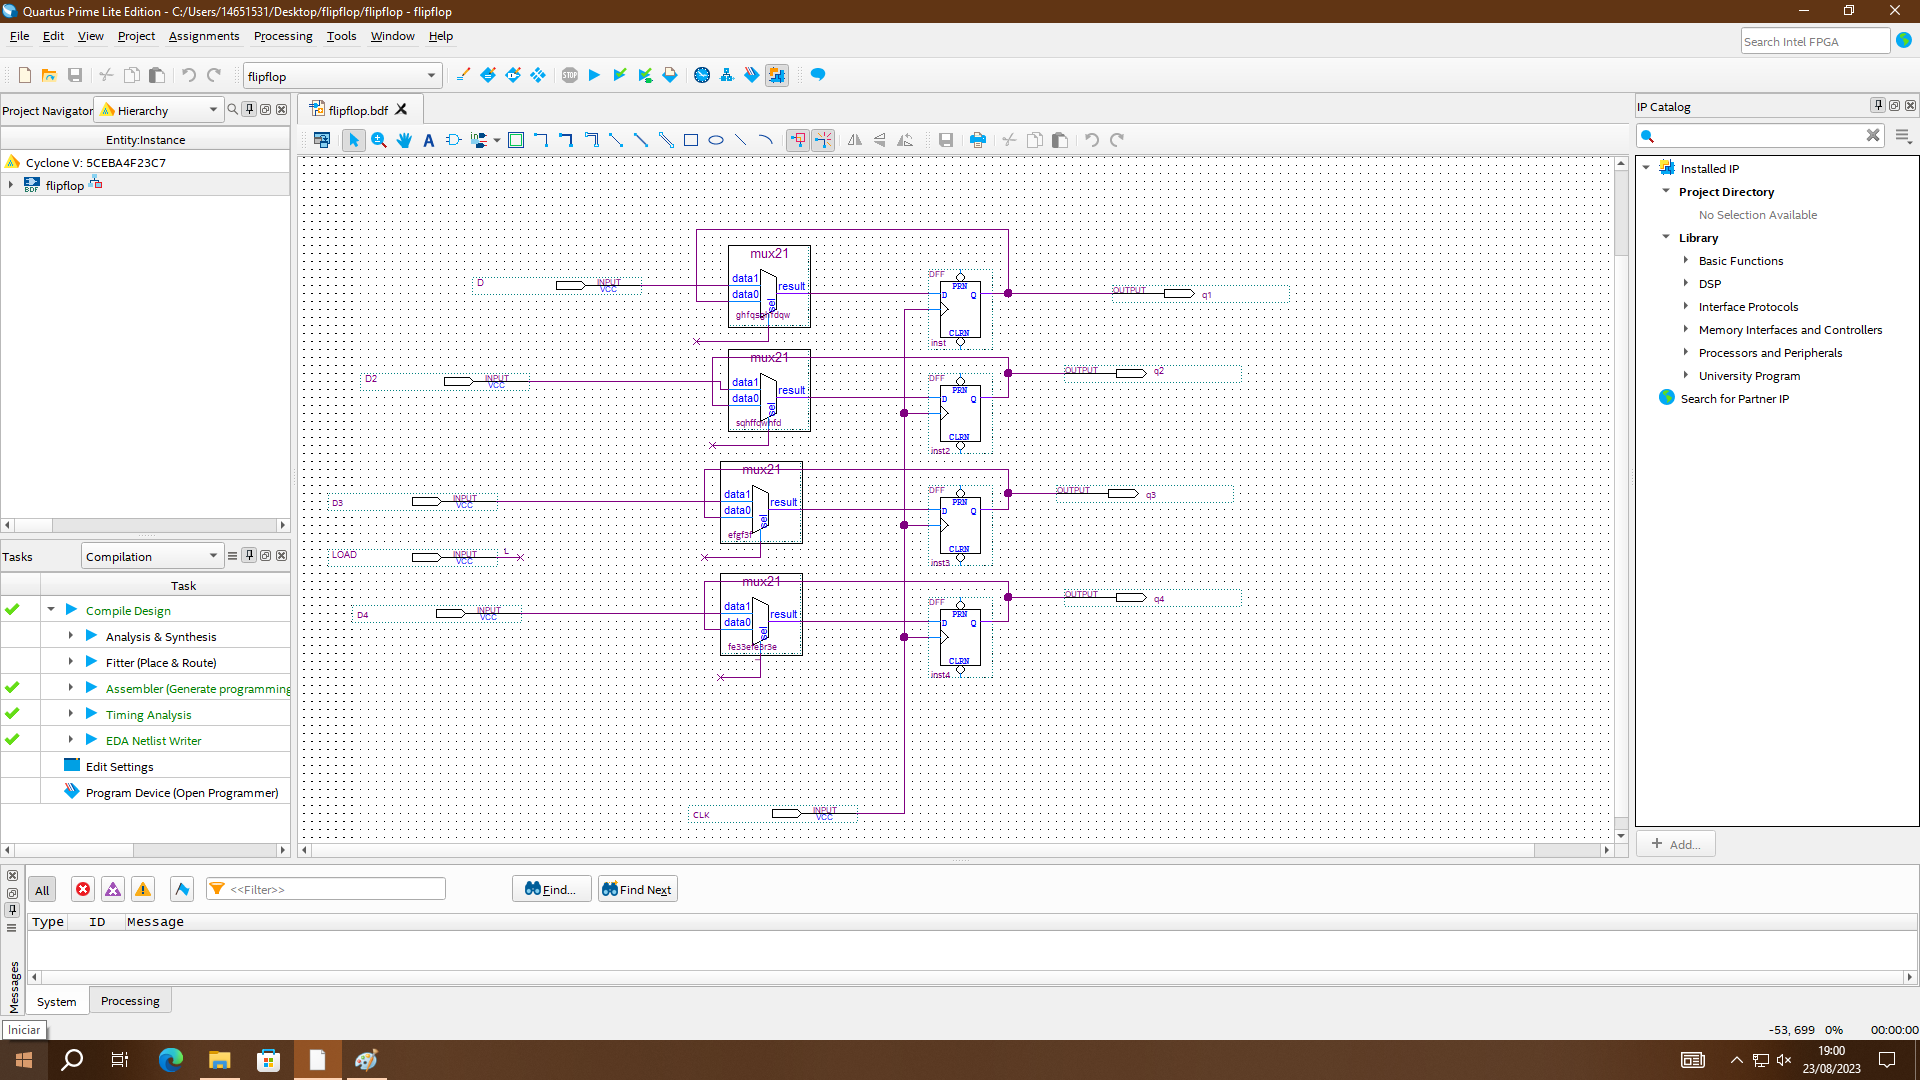 Quartus Prime Lite Edition - C:/Users/14651531/Desktop/flipflop/flipflop - flipflop
File Edit View Project Assignments Processing Tools Window Help
Search Intel FPGA
flipflop
Project Navigator Hierarchy
Entity:Instance
Cyclone V: 5CEBA4F23C7
flipflop
flipflop.bdf
mux21
data1
data0
result
sel
D INPUT VCC
DFF PRN D Q CLRN inst
OUTPUT q1
mux21
data1
data0
result
sel
D2 INPUT VCC
DFF PRN D Q CLRN inst2
OUTPUT q2
mux21
data1
data0
result
sel
efgf3f
D3 INPUT VCC
DFF PRN D Q CLRN inst3
OUTPUT q3
LOAD INPUT VCC L
mux21
data1
data0
result
sel
D4 INPUT VCC
DFF PRN D Q CLRN inst4
OUTPUT q4
CLK INPUT VCC
IP Catalog
Installed IP
Project Directory
No Selection Available
Library
Basic Functions
DSP
Interface Protocols
Memory Interfaces and Controllers
Processors and Peripherals
University Program
Search for Partner IP
+ Add...
Tasks Compilation
Task
Compile Design
Analysis & Synthesis
Fitter (Place & Route)
Assembler (Generate programming
Timing Analysis
EDA Netlist Writer
Edit Settings
Program Device (Open Programmer)
All <<Filter>> Find... Find Next
Type ID Message
Messages
System Processing
Iniciar
-53, 699 0% 00:00:00
19:00
23/08/2023